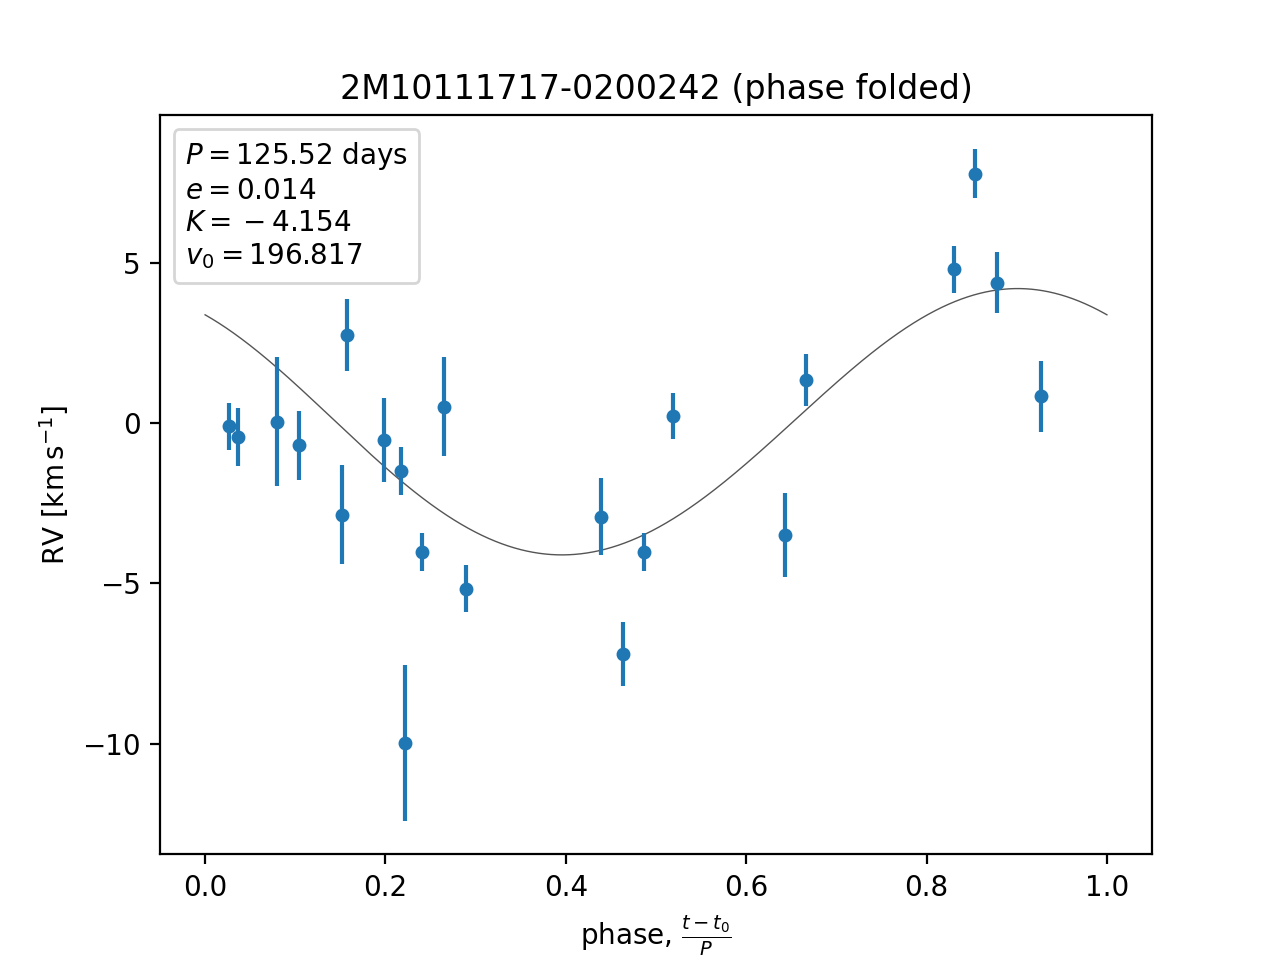 2M10111717-0200242 (phase folded)
P = 125.52 days
e = 0.014
K = −4.154
v₀ = 196.817
RV [km s⁻¹]
5
0
−5
−10
0.0 0.2 0.4 0.6 0.8 1.0
phase, (t − t₀)/P